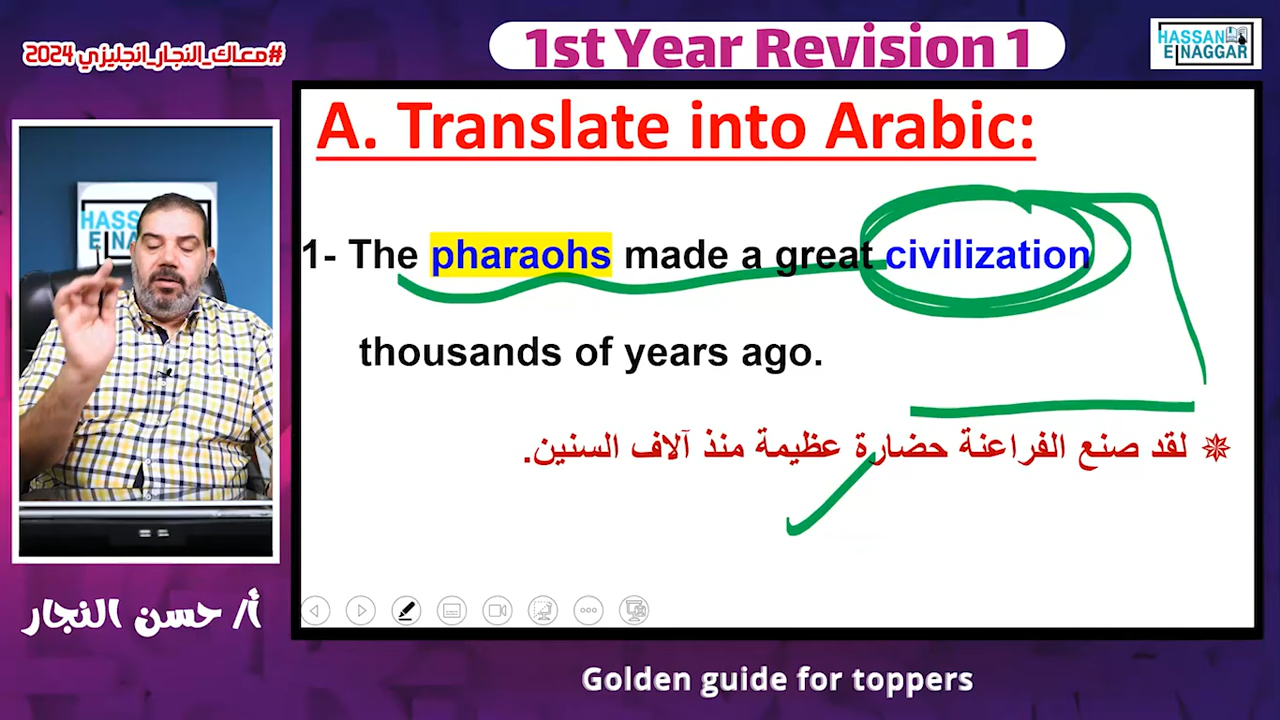 #معاك_النجار_انجليزي 2024
1st Year Revision 1
HASSAN
ElNAGGAR
A. Translate into Arabic:
1- The pharaohs made a great civilization
thousands of years ago.
لقد صنع الفراعنة حضارة عظيمة منذ آلاف السنين.
HASSAN
أ/ حسن النجار
Golden guide for toppers